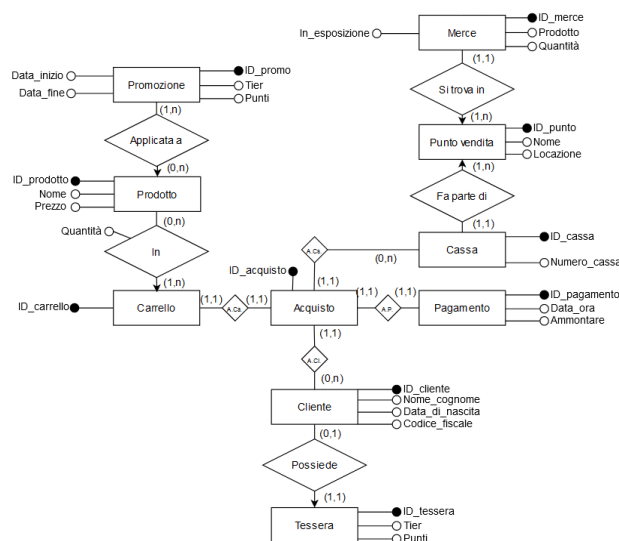 ID_merce
In_esposizione
Merce
Prodotto
Quantità
(1,1)
Data_inizio
ID_promo
Promozione
Tier
Data_fine
Punti
Si trova in
(1,n)
(1,n)
Applicata a
ID_punto
Punto vendita
Nome
Locazione
(0,n)
(1,n)
ID_prodotto
Nome
Prodotto
Prezzo
Fa parte di
(0,n)
(1,1)
Quantità
In
ID_cassa
A.Ca.
Cassa
(0,n)
Numero_cassa
ID_acquisto
(1,n)
(1,1)
ID_carrello
Carrello
(1,1)
A.Ca
(1,1)
Acquisto
(1,1)
A.P.
(1,1)
Pagamento
ID_pagamento
Data_ora
Ammontare
(1,1)
A.Cl.
(0,n)
ID_cliente
Cliente
Nome_cognome
Data_di_nascita
Codice_fiscale
(0,1)
Possiede
(1,1)
ID_tessera
Tessera
Tier
Punti